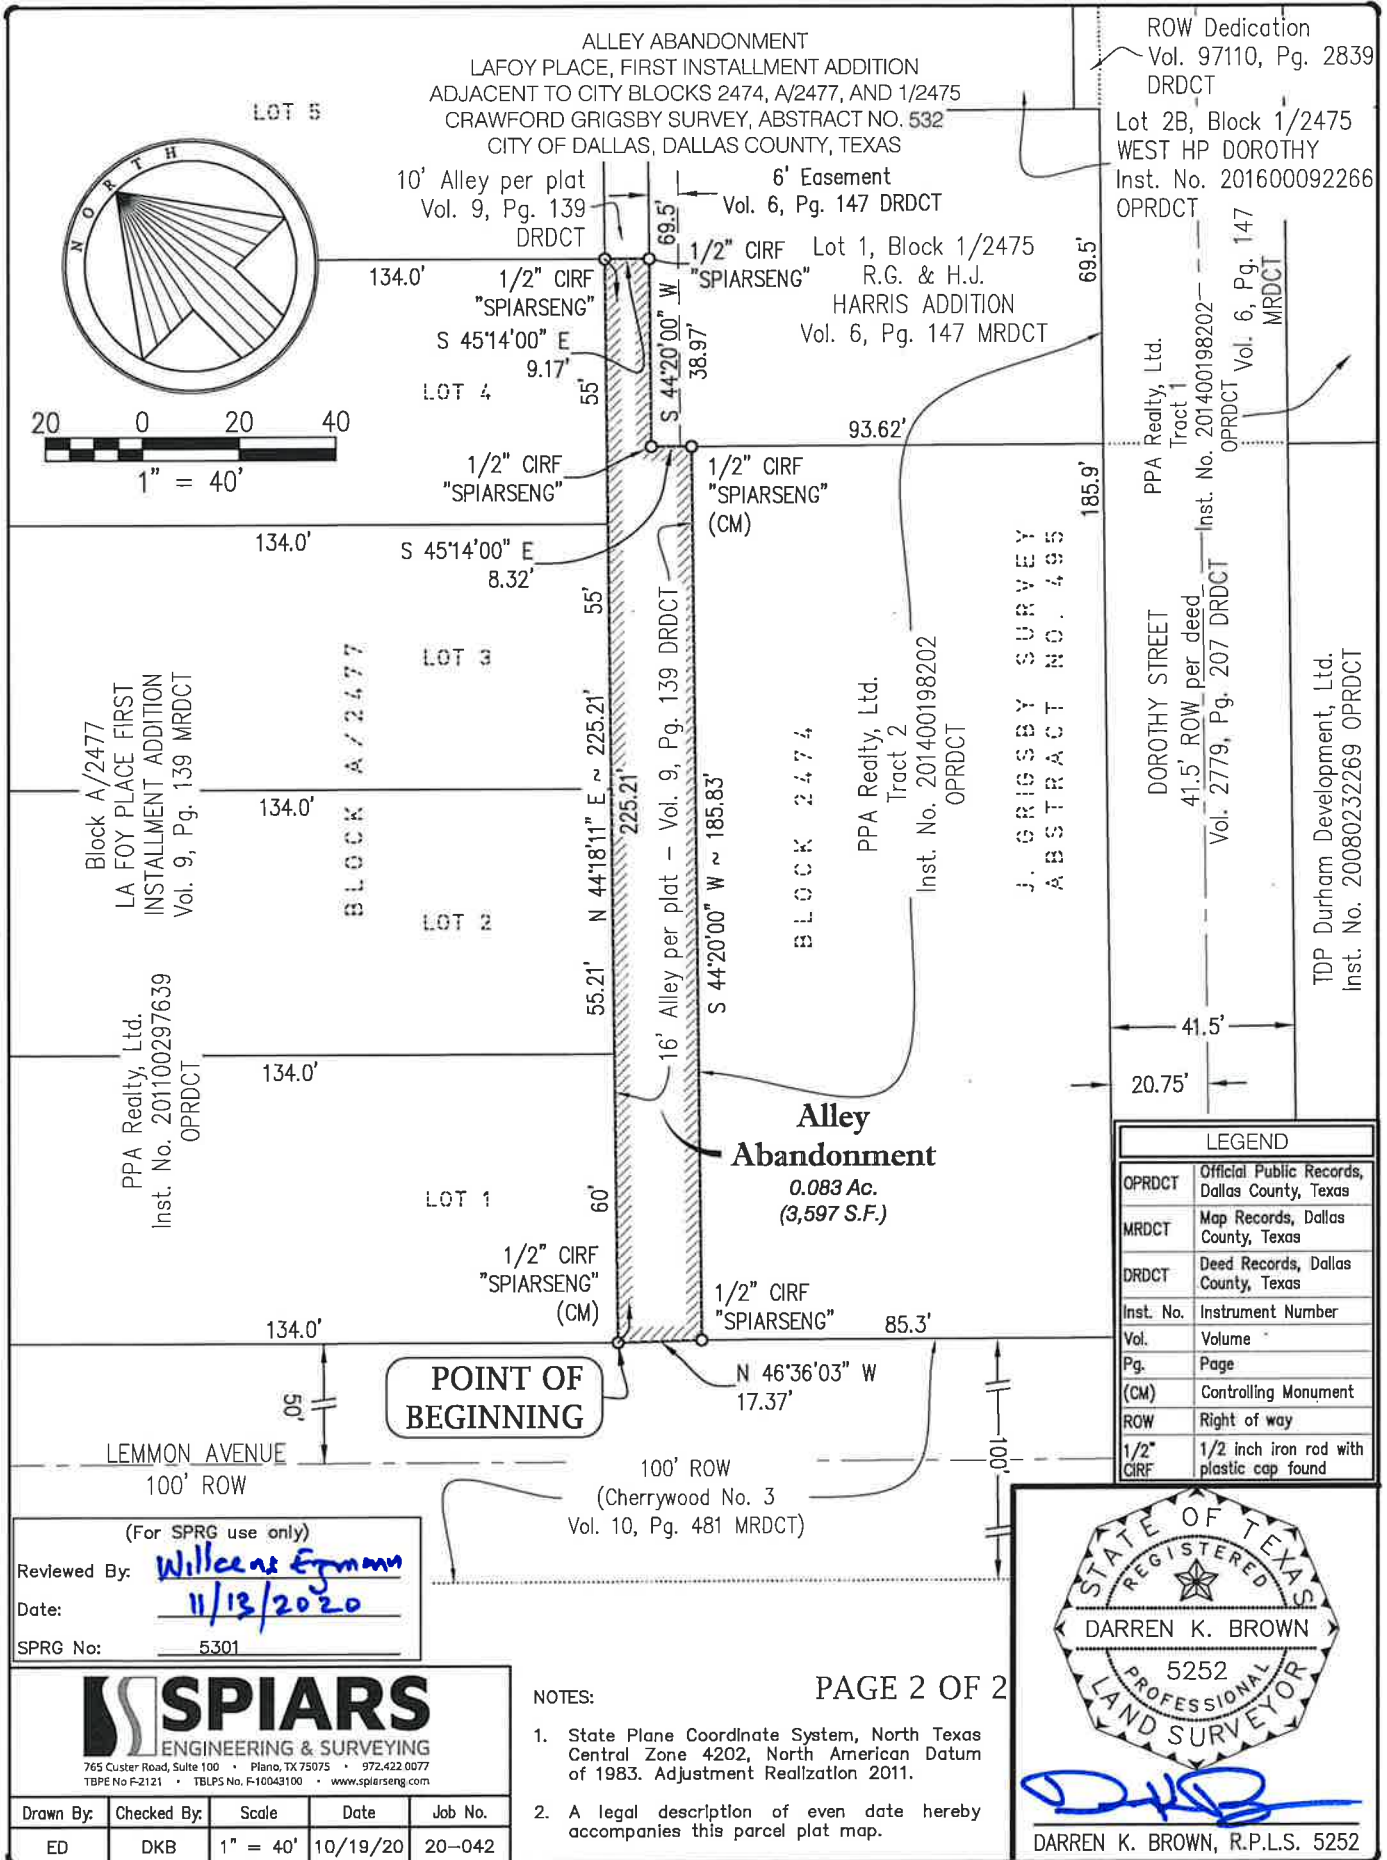 ALLEY ABANDONMENT
LAFOY PLACE, FIRST INSTALLMENT ADDITION
ADJACENT TO CITY BLOCKS 2474, A/2477, AND 1/2475
CRAWFORD GRIGSBY SURVEY, ABSTRACT NO. 532
CITY OF DALLAS, DALLAS COUNTY, TEXAS
ROW Dedication
Vol. 97110, Pg. 2839
DRDCT
Lot 2B, Block 1/2475
WEST HP DOROTHY
Inst. No. 201600092266
OPRDCT
LOT 5
NORTH
10' Alley per plat
Vol. 9, Pg. 139
DRDCT
6' Easement
Vol. 6, Pg. 147 DRDCT
69.5'
134.0'
1/2" CIRF
"SPIARSENG"
1/2" CIRF
"SPIARSENG"
Lot 1, Block 1/2475
R.G. & H.J.
HARRIS ADDITION
Vol. 6, Pg. 147 MRDCT
69.5'
Vol. 6, Pg. 147
MRDCT
S 45°14'00" E
9.17'
LOT 4
55'
S 44°20'00" W
38.97'
PPA Realty, Ltd.
Tract 1
Inst. No. 201400198202
OPRDCT
20 0 20 40
1" = 40'
93.62'
1/2" CIRF
"SPIARSENG"
1/2" CIRF
"SPIARSENG"
(CM)
185.9'
134.0'
S 45°14'00" E
8.32'
55'
LOT 3
Block A/2477
LA FOY PLACE FIRST
INSTALLMENT ADDITION
Vol. 9, Pg. 139 MRDCT
BLOCK A/2477
N 44°18'11" E ~ 225.21'
225.21'
16' Alley per plat - Vol. 9, Pg. 139 DRDCT
S 44°20'00" W ~ 185.83'
BLOCK 2474
PPA Realty, Ltd.
Tract 2
Inst. No. 201400198202
OPRDCT
J. GRIGSBY SURVEY
ABSTRACT NO. 495
DOROTHY STREET
41.5' ROW per deed
Vol. 2779, Pg. 207 DRDCT
TDP Durham Development, Ltd.
Inst. No. 200802322269 OPRDCT
134.0'
LOT 2
55.21'
PPA Realty, Ltd.
Inst. No. 201100297639
OPRDCT
41.5'
20.75'
134.0'
Alley
Abandonment
0.083 Ac.
(3,597 S.F.)
LOT 1
60'
1/2" CIRF
"SPIARSENG"
(CM)
1/2" CIRF
"SPIARSENG"
134.0'
85.3'
POINT OF
BEGINNING
N 46°36'03" W
17.37'
50'
100'
LEMMON AVENUE
100' ROW
100' ROW
(Cherrywood No. 3
Vol. 10, Pg. 481 MRDCT)
LEGEND
OPRDCT Official Public Records,
Dallas County, Texas
MRDCT Map Records, Dallas
County, Texas
DRDCT Deed Records, Dallas
County, Texas
Inst. No. Instrument Number
Vol. Volume
Pg. Page
(CM) Controlling Monument
ROW Right of way
1/2" CIRF 1/2 inch iron rod with
plastic cap found
(For SPRG use only)
Reviewed By:
Date: 11/13/2020
SPRG No: 5301
SPIARS
ENGINEERING & SURVEYING
765 Custer Road, Suite 100 • Plano, TX 75075 • 972.422.0077
TBPE No F-2121 • TBLPS No. F-10043100 • www.spiarseng.com
Drawn By: Checked By: Scale Date Job No.
ED DKB 1" = 40' 10/19/20 20-042
PAGE 2 OF 2
NOTES:
1. State Plane Coordinate System, North Texas
Central Zone 4202, North American Datum
of 1983. Adjustment Realization 2011.
2. A legal description of even date hereby
accompanies this parcel plat map.
STATE OF TEXAS
REGISTERED
DARREN K. BROWN
5252
PROFESSIONAL
LAND SURVEYOR
DARREN K. BROWN, R.P.L.S. 5252